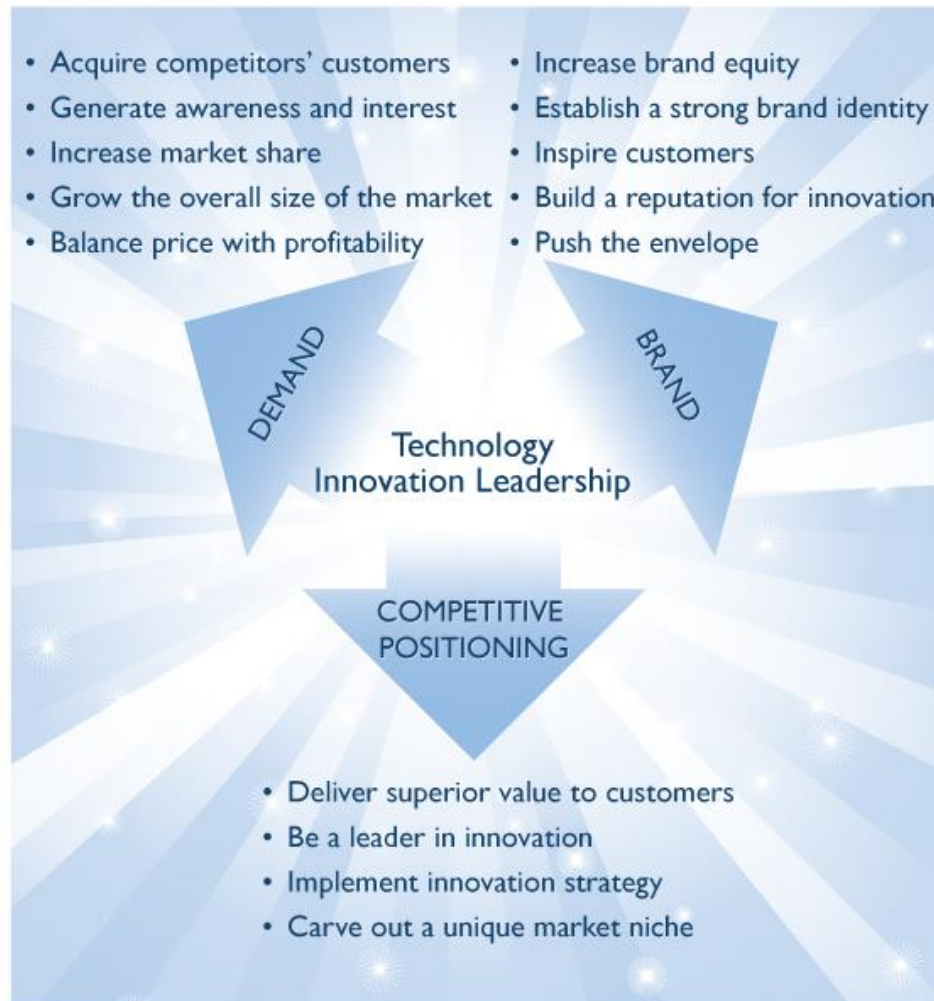 • Acquire competitors’ customers
• Generate awareness and interest
• Increase market share
• Grow the overall size of the market
• Balance price with profitability
• Increase brand equity
• Establish a strong brand identity
• Inspire customers
• Build a reputation for innovation
• Push the envelope
DEMAND
BRAND
Technology
Innovation Leadership
COMPETITIVE
POSITIONING
• Deliver superior value to customers
• Be a leader in innovation
• Implement innovation strategy
• Carve out a unique market niche